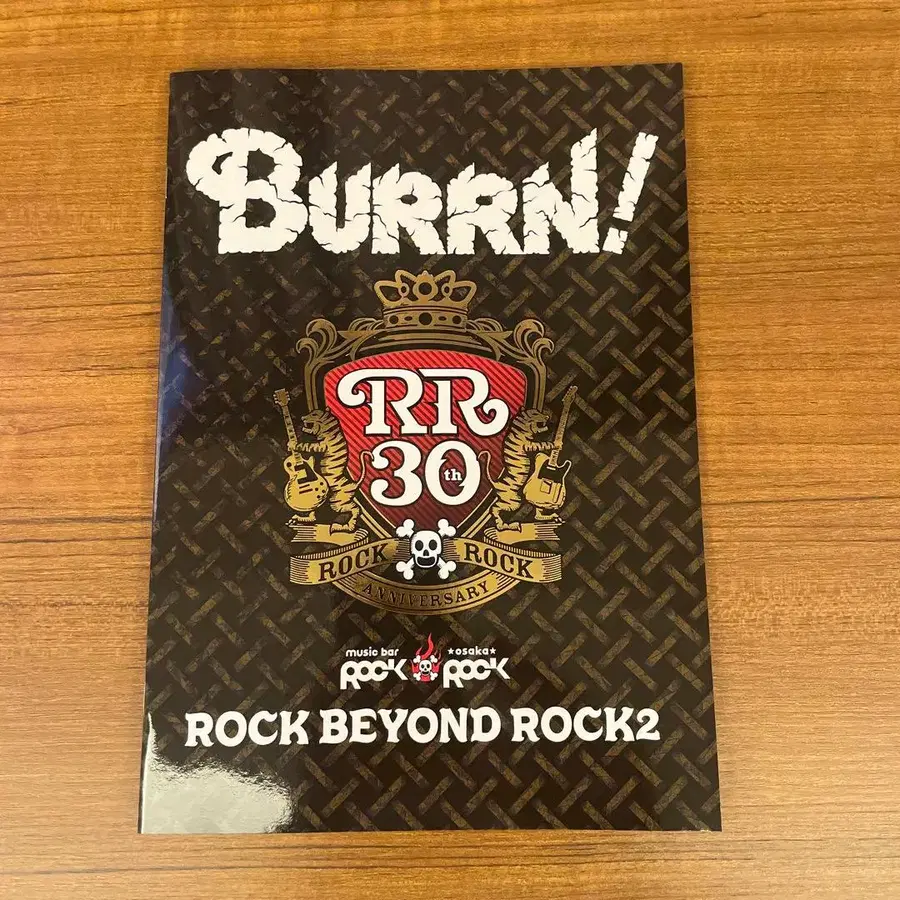 BURRN!
RR
30th
ROCK ROCK
ANNIVERSARY
music bar ★osaka★
ROCK ROCK
ROCK BEYOND ROCK2